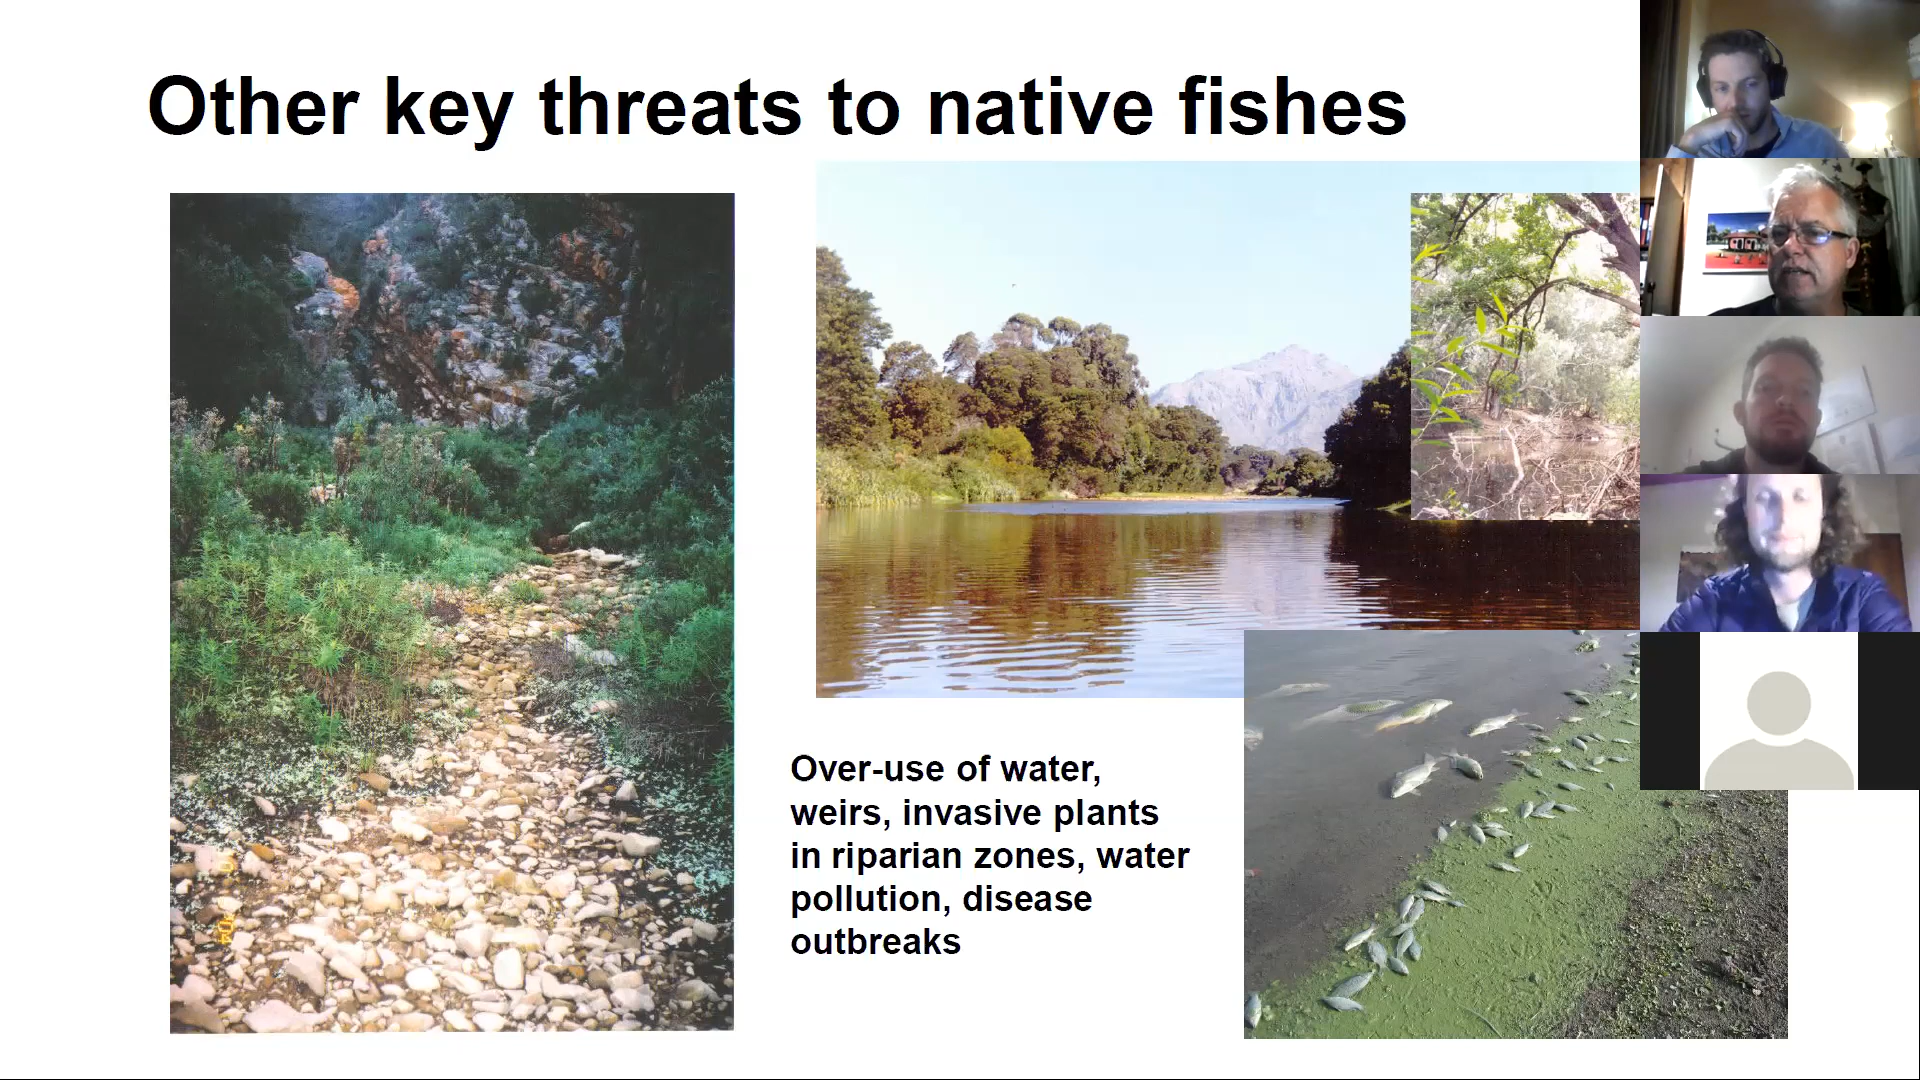 Other key threats to native fishes
Over-use of water,
weirs, invasive plants
in riparian zones, water
pollution, disease
outbreaks